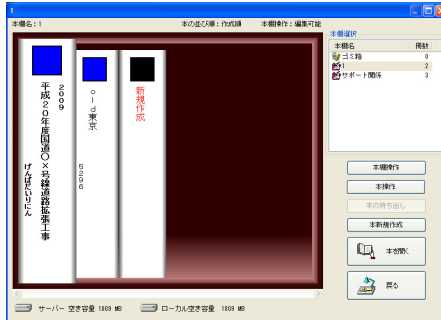 1
本棚名：1
本の並び順：作成順
本棚操作：編集可能
2009
平成２０年度国道〇×号線道路拡張工事
げんばだいりにん
ｏｌｄ東京
5296
新規作成
本棚選択
本棚名 冊数
ゴミ箱 0
1 2
サポート関係 3
本棚操作
本操作
本の持ち出し
本新規作成
本を開く
戻る
サーバー 空き容量 1809 MB
ローカル空き容量 1809 MB